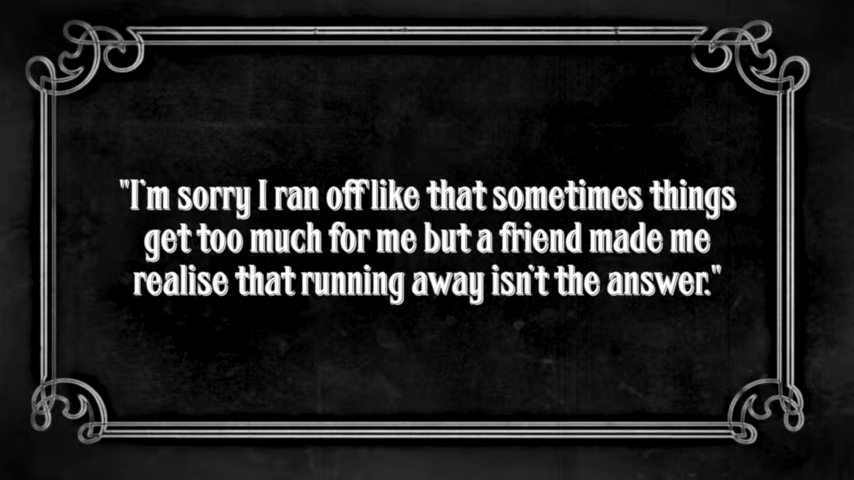 "I'm sorry I ran off like that sometimes things
get too much for me but a friend made me
realise that running away isn't the answer."